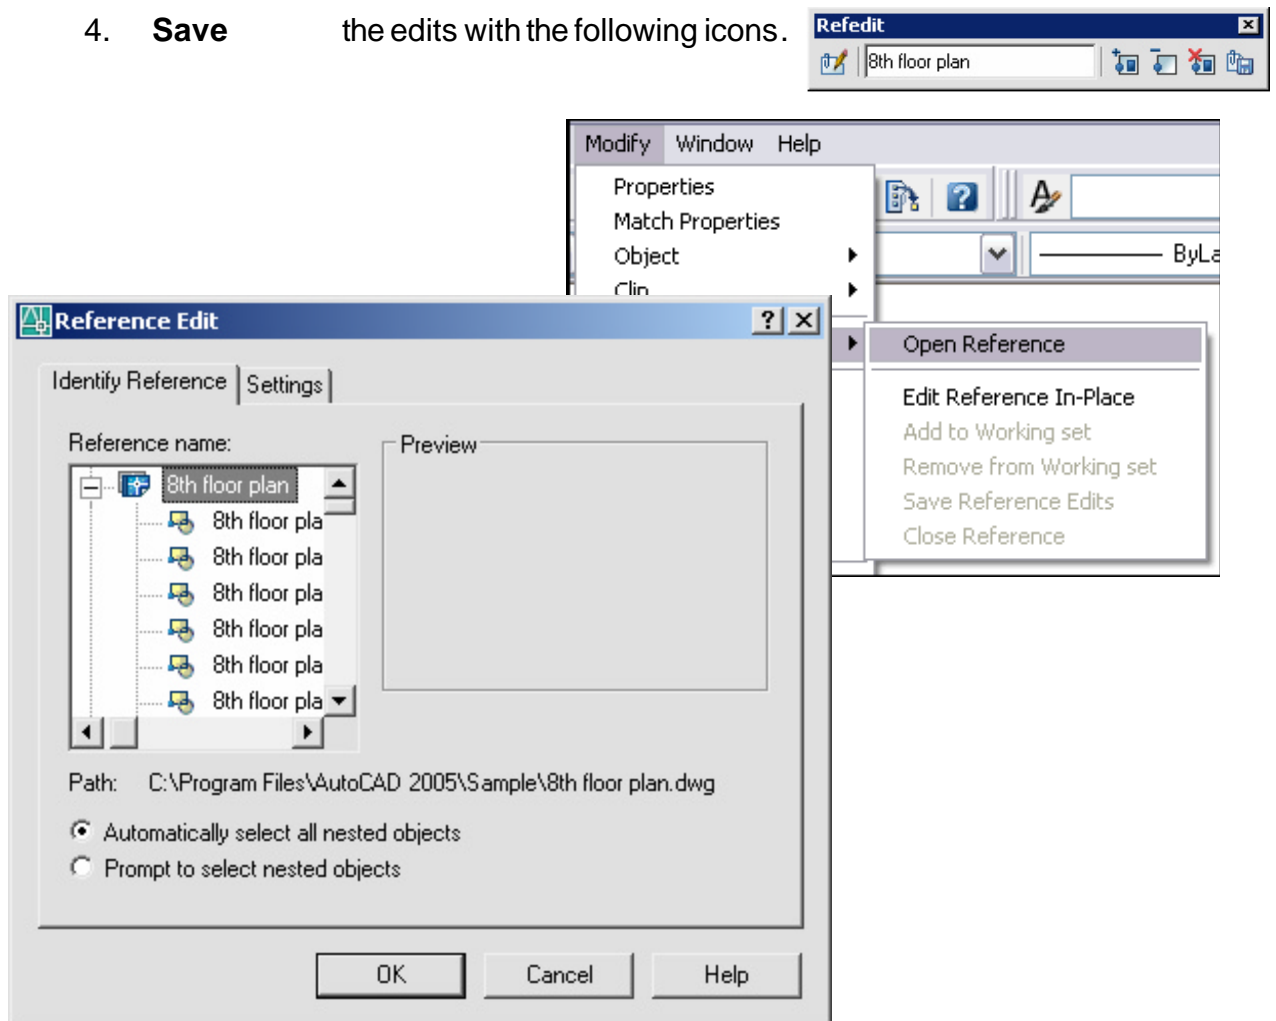 4. Save the edits with the following icons.
Refedit
8th floor plan
Modify Window Help
Properties
Match Properties
Object
Clip
ByLa
Open Reference
Edit Reference In-Place
Add to Working set
Remove from Working set
Save Reference Edits
Close Reference
Reference Edit
Identify Reference Settings
Reference name:
Preview
8th floor plan
8th floor pla
8th floor pla
8th floor pla
8th floor pla
8th floor pla
8th floor pla
Path: C:\Program Files\AutoCAD 2005\Sample\8th floor plan.dwg
Automatically select all nested objects
Prompt to select nested objects
OK Cancel Help